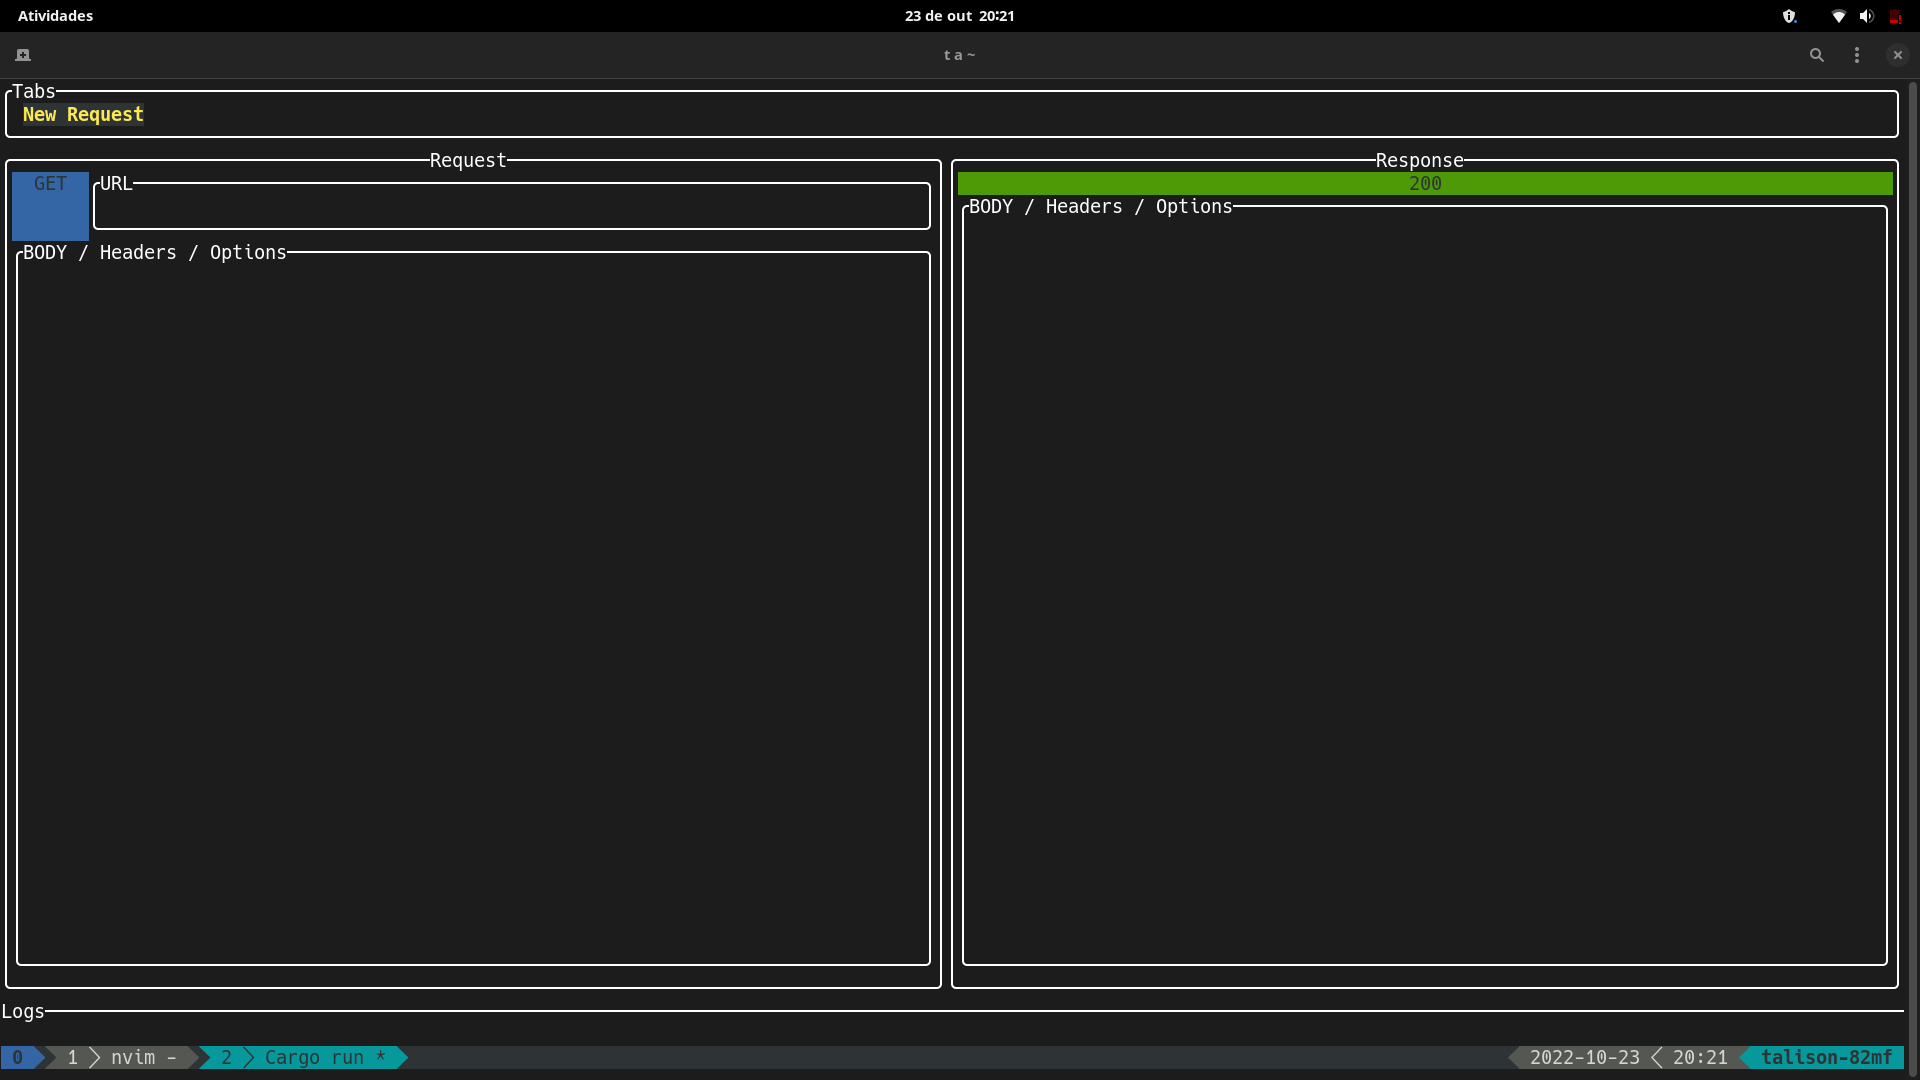 Atividades
23 de out 20:21
t a ~
Tabs
New Request
Request
GET
URL
BODY / Headers / Options
Response
200
BODY / Headers / Options
Logs
0 1 nvim - 2 Cargo run * 2022-10-23 20:21 talison-82mf